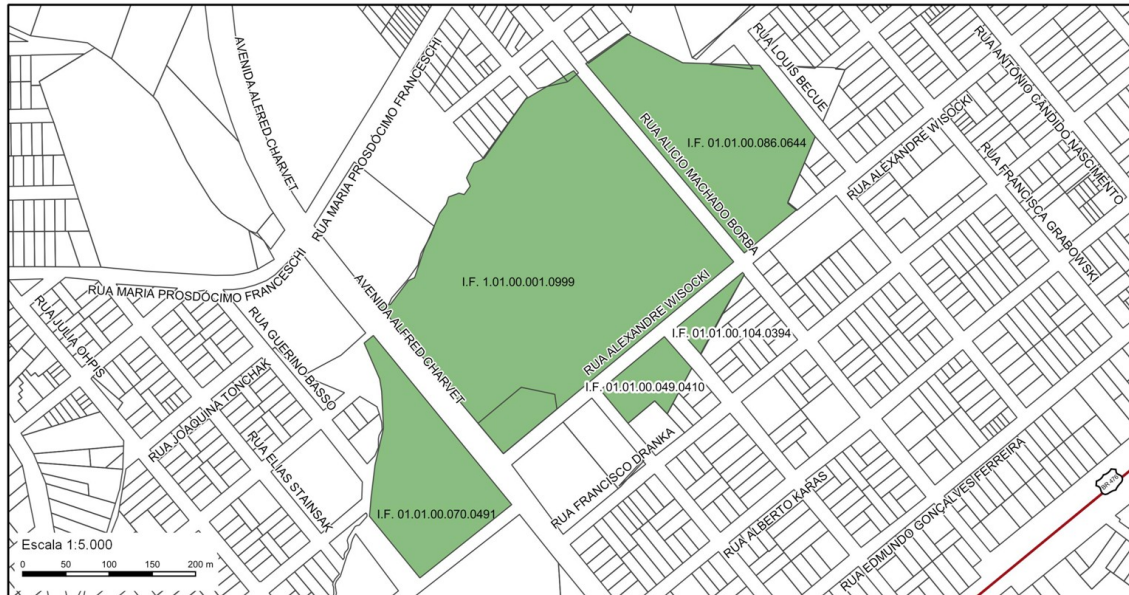 AVENIDA ALFRED CHARVET
RUA MARIA PROSDÓCIMO FRANCESCHI
RUA LOUIS BECUE
RUA ANTÔNIO CÂNDIDO NASCIMENTO
RUA ALICIO MACHADO BORBA
I.F. 01.01.00.086.0644
RUA ALEXANDRE WISOCKI
RUA FRANCISCA GRABOWSKI
RUA MARIA PROSDÓCIMO FRANCESCHI
I.F. 1.01.00.001.0999
AVENIDA ALFRED CHARVET
RUA ALEXANDRE WISOCKI
RUA JULIA OHPIS
RUA GUERINO BASSO
I.F. 01.01.00.104.0394
RUA JOAQUINA TONCHAK
I.F. 01.01.00.049.0410
RUA ELIAS STAINSAK
RUA FRANCISCO DRANKA
I.F. 01.01.00.070.0491
RUA ALBERTO KARAS
RUA EDMUNDO GONÇALVES FERREIRA
BR 476
Escala 1:5.000
0 50 100 150 200 m